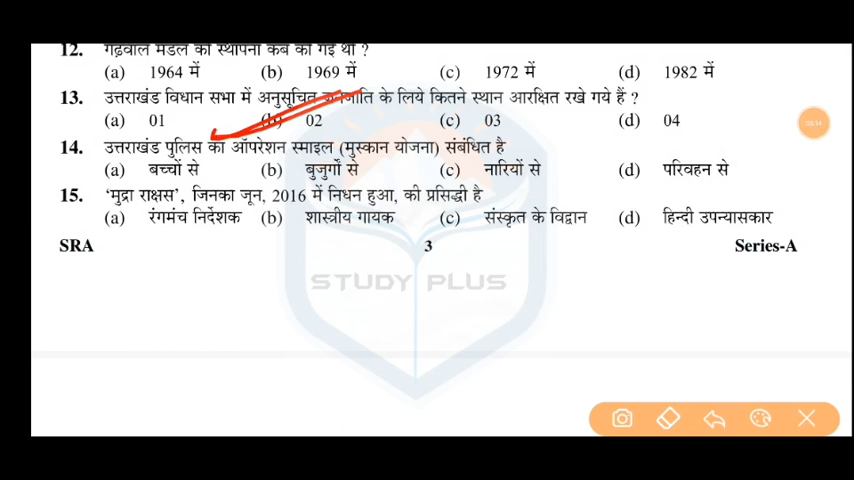 12. गढ़वाल मंडल की स्थापना कब की गई थी ?
(a) 1964 में (b) 1969 में (c) 1972 में (d) 1982 में
13. उत्तराखंड विधान सभा में अनुसूचित जनजाति के लिये कितने स्थान आरक्षित रखे गये हैं ?
(a) 01 (b) 02 (c) 03 (d) 04
14. उत्तराखंड पुलिस का ऑपरेशन स्माइल (मुस्कान योजना) संबंधित है
(a) बच्चों से (b) बुजुर्गों से (c) नारियों से (d) परिवहन से
15. ‘मुद्रा राक्षस’, जिनका जून, 2016 में निधन हुआ, की प्रसिद्धी है
(a) रंगमंच निर्देशक (b) शास्त्रीय गायक (c) संस्कृत के विद्वान (d) हिन्दी उपन्यासकार
SRA 3 Series-A
STUDY PLUS